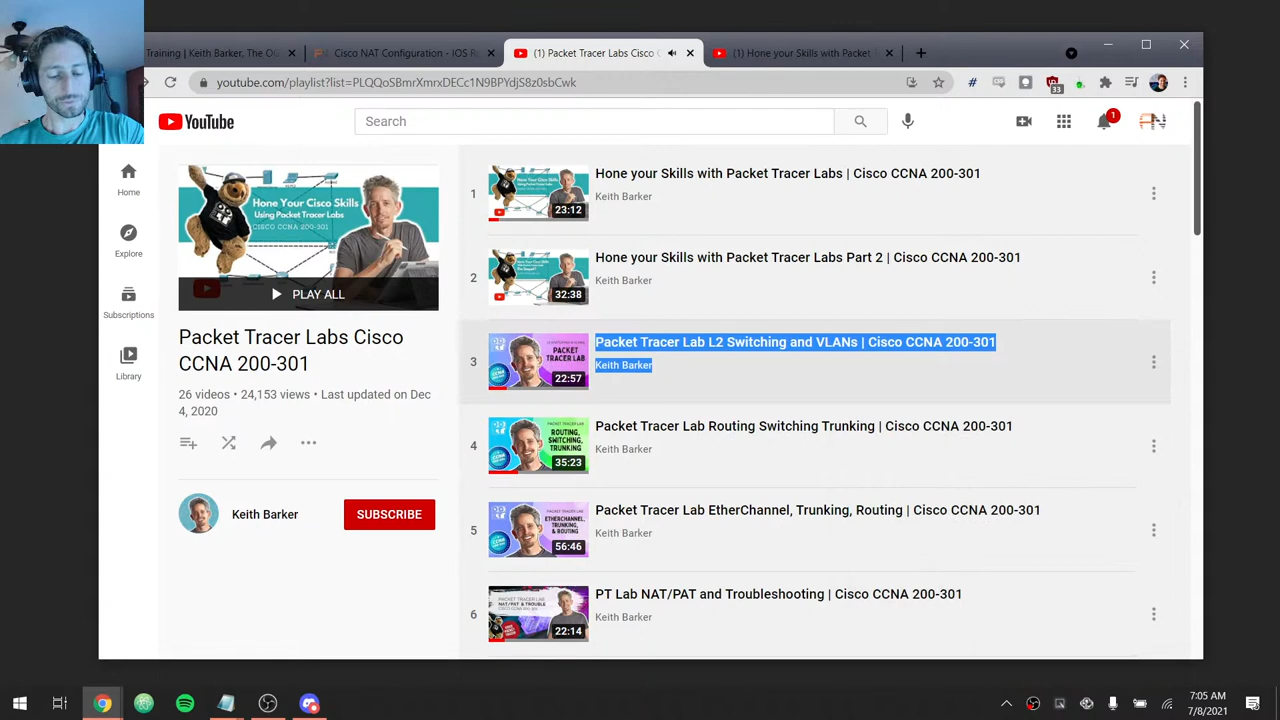 Training | Keith Barker, The O
Cisco NAT Configuration - IOS R
(1) Packet Tracer Labs Cisco C
(1) Hone your Skills with Packet
youtube.com/playlist?list=PLQQoSBmrXmrxDECc1N9BPYdjS8z0sbCwk
33
YouTube
Search
1
Home
Explore
Subscriptions
Library
Hone Your Cisco Skills
Using Packet Tracer Labs
CISCO CCNA 200-301
PLAY ALL
Packet Tracer Labs Cisco
CCNA 200-301
26 videos • 24,153 views • Last updated on Dec
4, 2020
Keith Barker
SUBSCRIBE
1
23:12
Hone your Skills with Packet Tracer Labs | Cisco CCNA 200-301
Keith Barker
2
32:38
Hone your Skills with Packet Tracer Labs Part 2 | Cisco CCNA 200-301
Keith Barker
3
PACKET
TRACER LAB
22:57
Packet Tracer Lab L2 Switching and VLANs | Cisco CCNA 200-301
Keith Barker
4
ROUTING,
SWITCHING,
TRUNKING
35:23
Packet Tracer Lab Routing Switching Trunking | Cisco CCNA 200-301
Keith Barker
5
ETHERCHANNEL,
TRUNKING,
& ROUTING
56:46
Packet Tracer Lab EtherChannel, Trunking, Routing | Cisco CCNA 200-301
Keith Barker
6
PACKET TRACER LAB
NAT/PAT & TROUBLE
22:14
PT Lab NAT/PAT and Troubleshooting | Cisco CCNA 200-301
Keith Barker
7:05 AM
7/8/2021